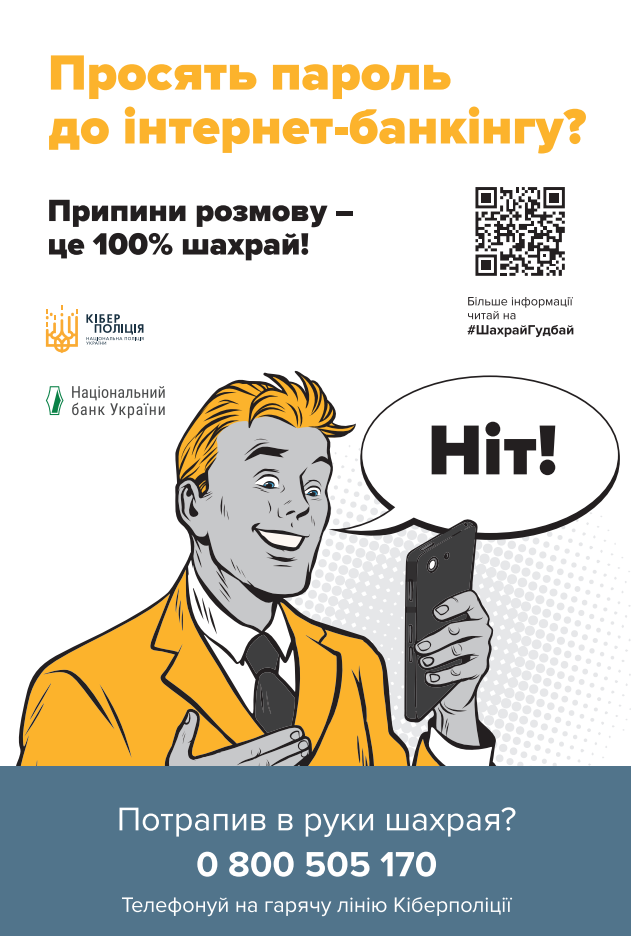 Просять пароль
до інтернет-банкінгу?
Припини розмову –
це 100% шахрай!
Більше інформації
читай на
#ШахрайГудбай
КІБЕР
ПОЛІЦІЯ
НАЦІОНАЛЬНА ПОЛІЦІЯ
УКРАЇНИ
Національний
банк України
Ніт!
Потрапив в руки шахрая?
0 800 505 170
Телефонуй на гарячу лінію Кіберполіції